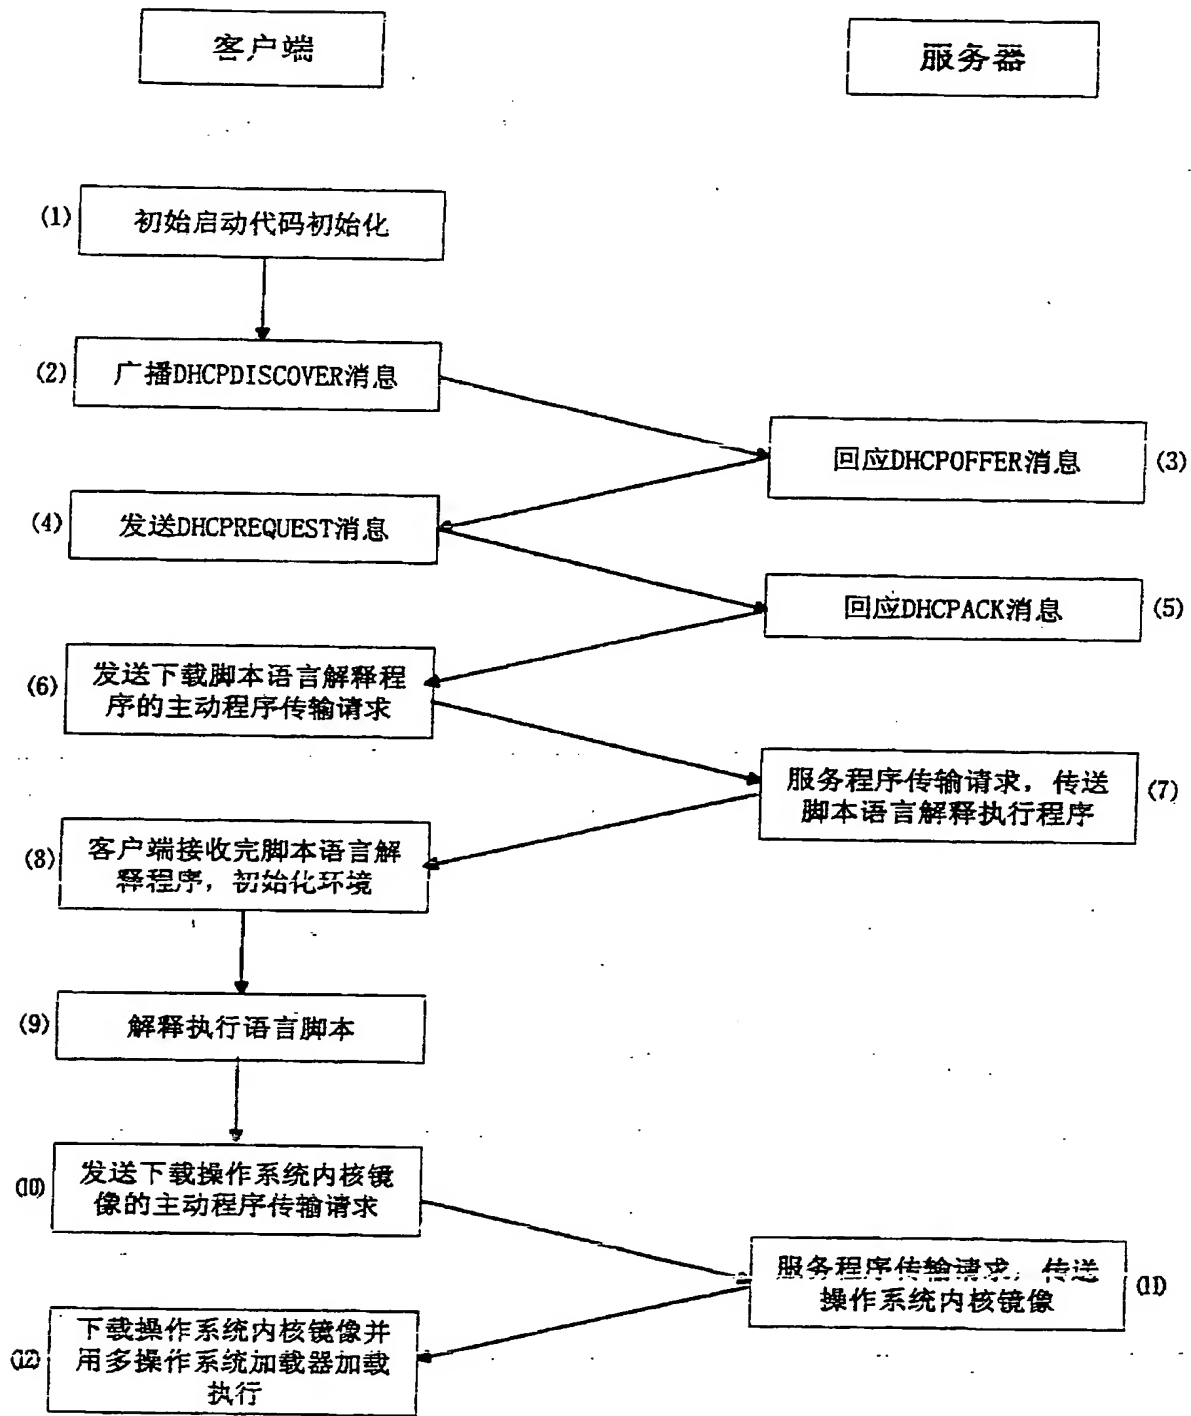 客户端
服务器
(1)
初始启动代码初始化
(2)
广播DHCPDISCOVER消息
回应DHCPOFFER消息
(3)
(4)
发送DHCPREQUEST消息
回应DHCPACK消息
(5)
(6)
发送下载脚本语言解释程
序的主动程序传输请求
服务程序传输请求，传送
脚本语言解释执行程序
(7)
(8)
客户端接收完脚本语言解
释程序，初始化环境
(9)
解释执行语言脚本
(10)
发送下载操作系统内核镜
像的主动程序传输请求
服务程序传输请求，传送
操作系统内核镜像
(11)
(12)
下载操作系统内核镜像并
用多操作系统加载器加载
执行